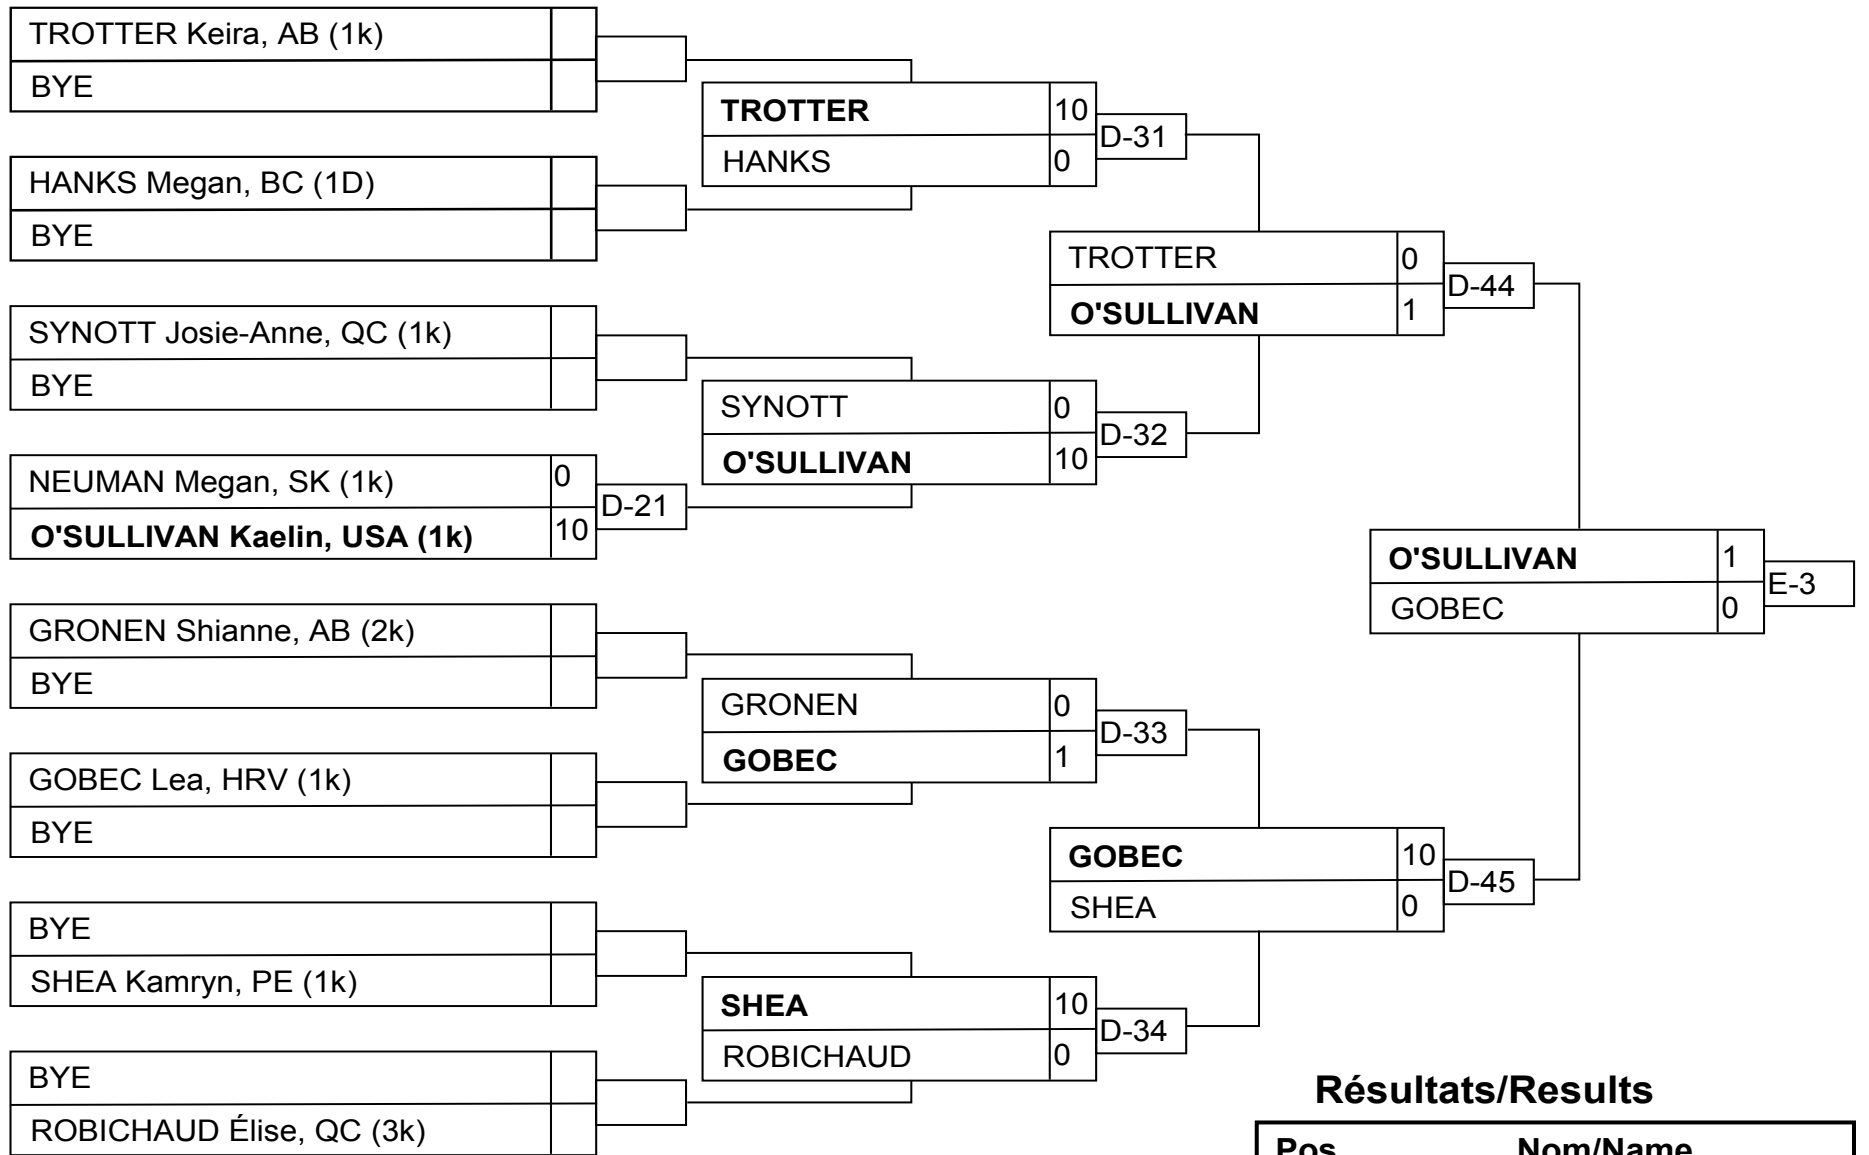 TROTTER Keira, AB (1k)
BYE
HANKS Megan, BC (1D)
BYE
SYNOTT Josie-Anne, QC (1k)
BYE
NEUMAN Megan, SK (1k) 0
O'SULLIVAN Kaelin, USA (1k) 10
D-21
GRONEN Shianne, AB (2k)
BYE
GOBEC Lea, HRV (1k)
BYE
BYE
SHEA Kamryn, PE (1k)
BYE
ROBICHAUD Élise, QC (3k)
TROTTER 10
HANKS 0
D-31
SYNOTT 0
O'SULLIVAN 10
D-32
GRONEN 0
GOBEC 1
D-33
SHEA 10
ROBICHAUD 0
D-34
TROTTER 0
O'SULLIVAN 1
D-44
GOBEC 10
SHEA 0
D-45
O'SULLIVAN 1
GOBEC 0
E-3
Résultats/Results
Pos Nom/Name